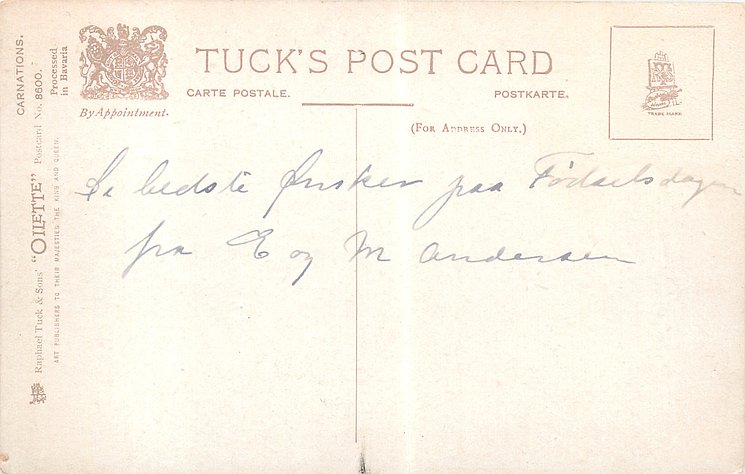 TUCK'S POST CARD
CARTE POSTALE.
POSTKARTE.
(FOR ADDRESS ONLY.)
By Appointment.
TRADE MARK
CARNATIONS.
Processed in Bavaria
Raphael Tuck & Sons' "OILETTE" Postcard No. 8600.
ART PUBLISHERS TO THEIR MAJESTIES THE KING AND QUEEN.
De bedste Ønsker paa Fødselsdagen
fra E og M Andersen